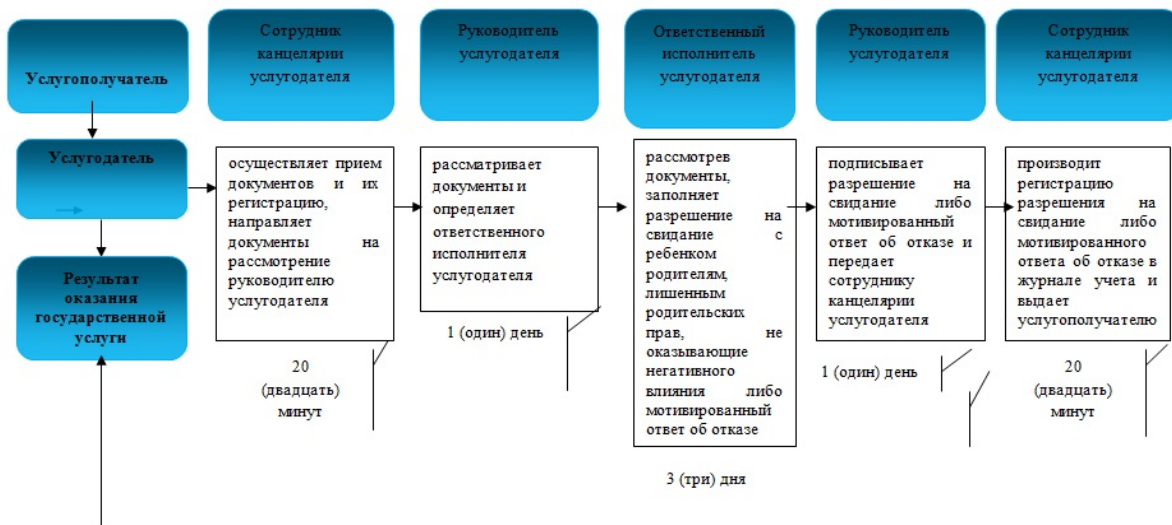 Услугополучатель
Услугодатель
Результат
оказания
государственной
услуги
Сотрудник
канцелярии
услугодателя
осуществляет прием
документов и их
регистрацию,
направляет
документы на
рассмотрение
руководителю
услугодателя
20
(двадцать)
минут
Руководитель
услугодателя
рассматривает
документы и
определяет
ответственного
исполнителя
услугодателя
1 (один) день
Ответственный
исполнитель
услугодателя
рассмотрев
документы,
заполняет
разрешение на
свидание с
ребенком
родителям,
лишенным
родительских
прав, не
оказывающие
негативного
влияния либо
мотивированный
ответ об отказе
3 (три) дня
Руководитель
услугодателя
подписывает
разрешение на
свидание либо
мотивированный
ответ об отказе и
передает
сотруднику
канцелярии
услугодателя
1 (один) день
Сотрудник
канцелярии
услугодателя
производит
регистрацию
разрешения на
свидание либо
мотивированного
ответа об отказе в
журнале учета и
выдает
услугополучателю
20
(двадцать)
минут